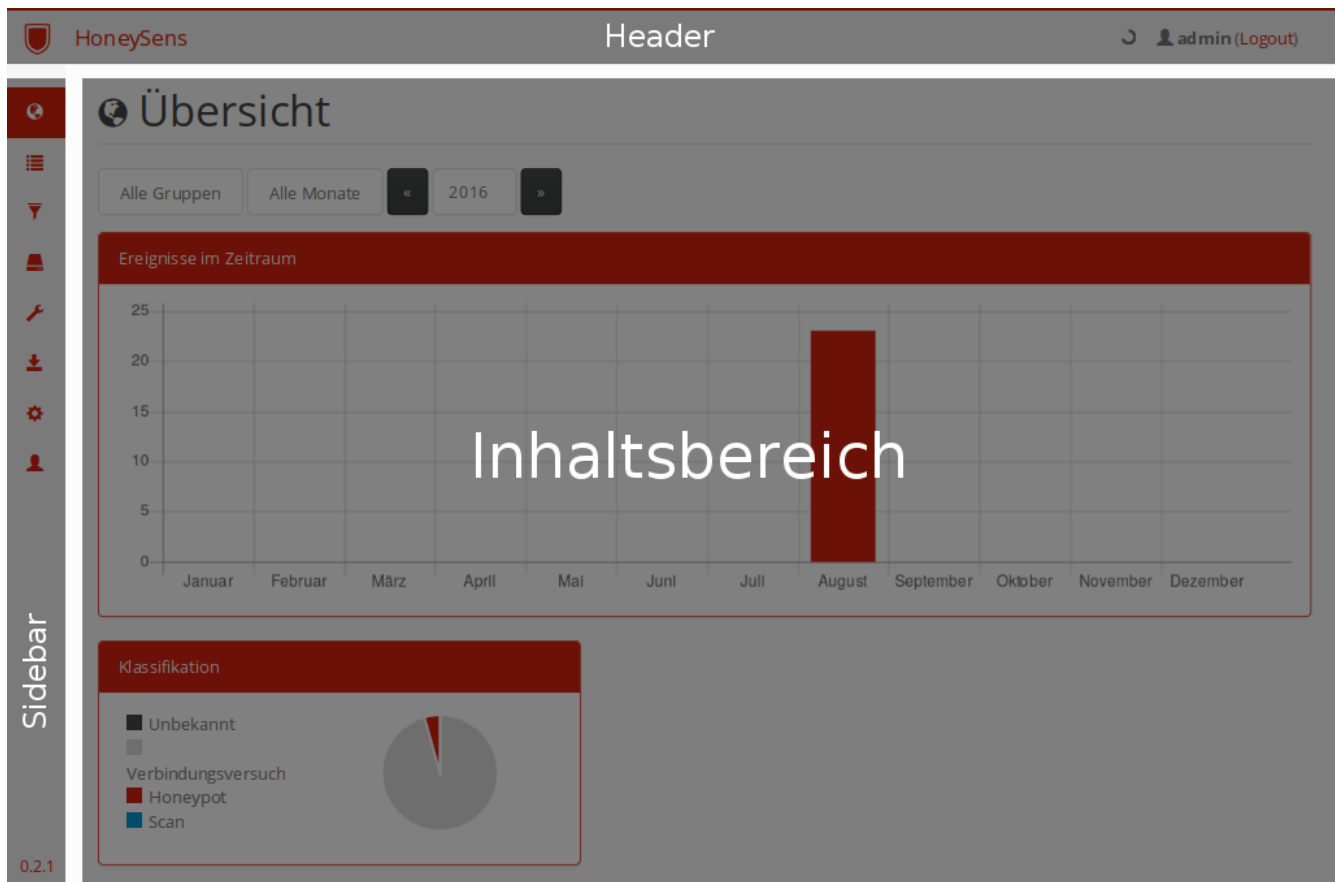 HoneySens
Header
admin (Logout)
Übersicht
Alle Gruppen
Alle Monate
«
2016
»
Ereignisse im Zeitraum
25
20
15
10
5
0
Inhaltsbereich
Januar
Februar
März
April
Mai
Juni
Juli
August
September
Oktober
November
Dezember
Sidebar
Klassifikation
Unbekannt
Verbindungsversuch
Honeypot
Scan
0.2.1